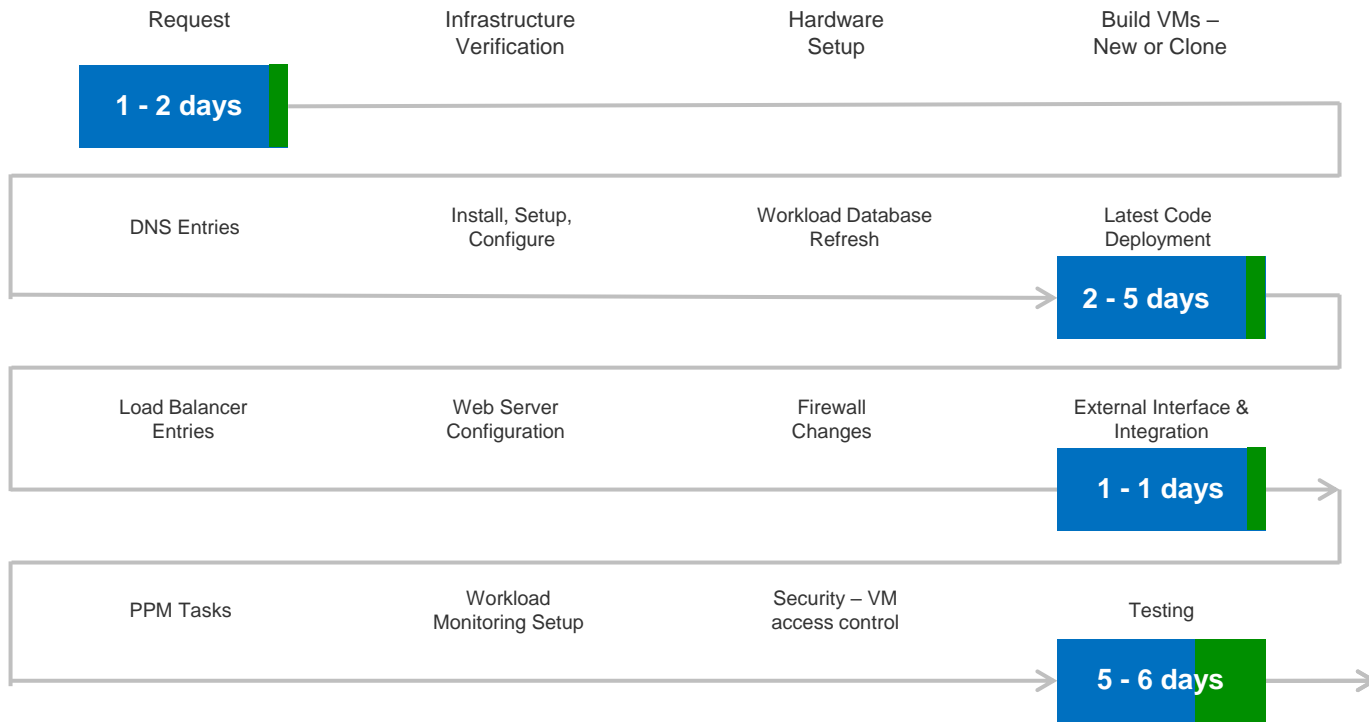 Request
Infrastructure
Verification
Hardware
Setup
Build VMs –
New or Clone
1 - 2 days
DNS Entries
Install, Setup,
Configure
Workload Database
Refresh
Latest Code
Deployment
2 - 5 days
Load Balancer
Entries
Web Server
Configuration
Firewall
Changes
External Interface &
Integration
1 - 1 days
PPM Tasks
Workload
Monitoring Setup
Security – VM
access control
Testing
5 - 6 days